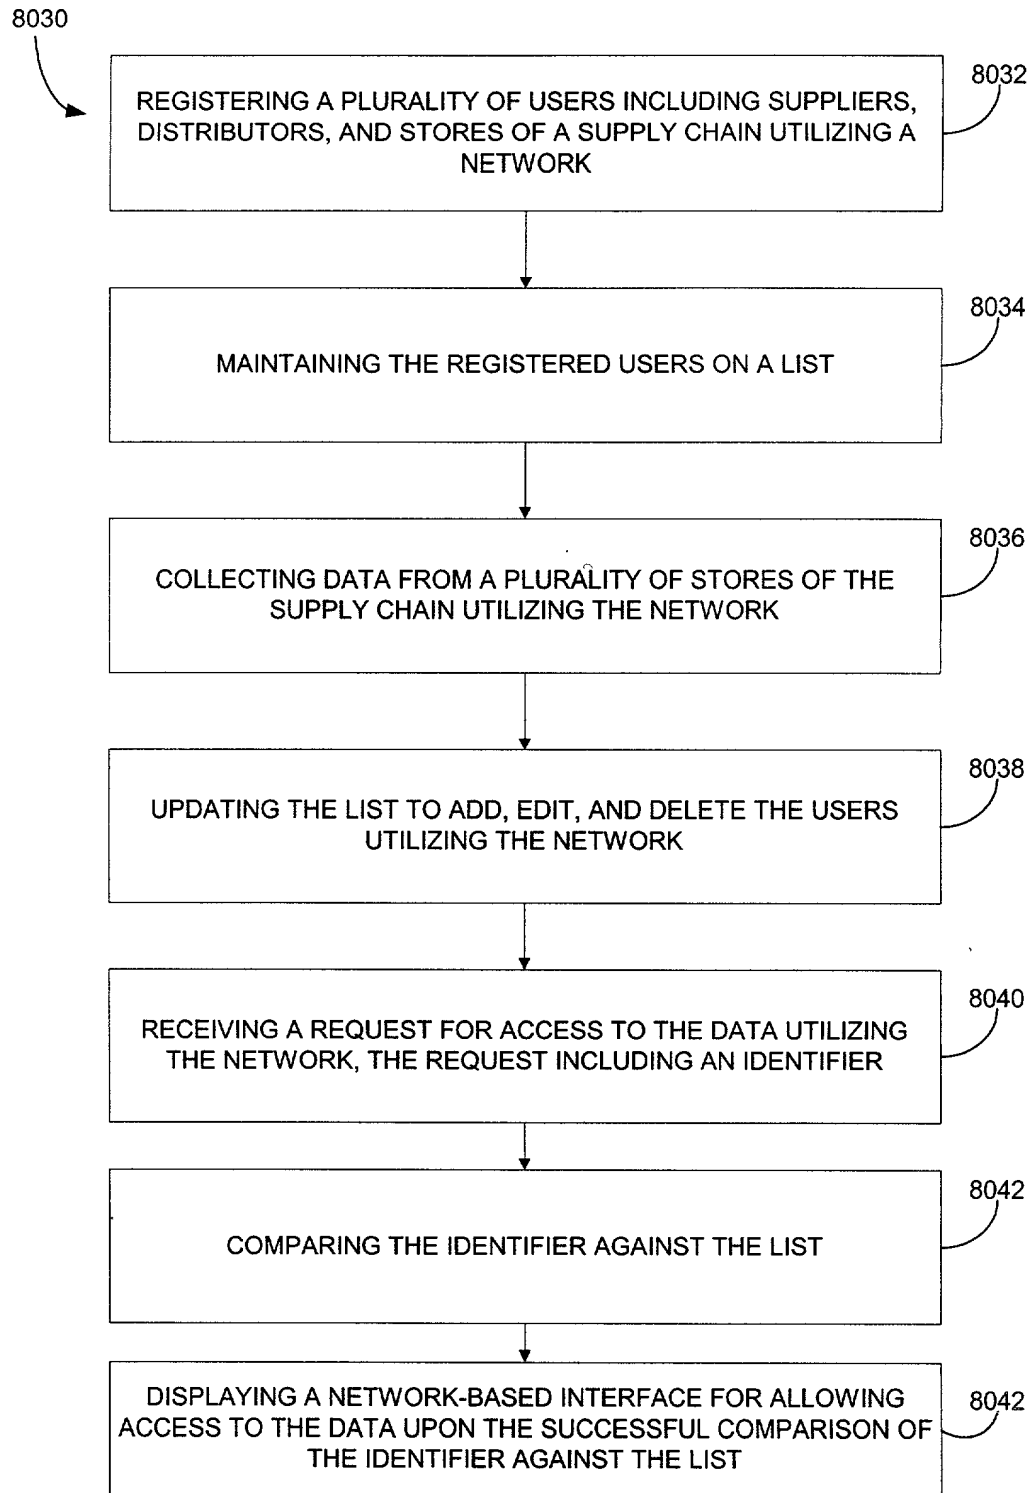 8030
8032
REGISTERING A PLURALITY OF USERS INCLUDING SUPPLIERS,
DISTRIBUTORS, AND STORES OF A SUPPLY CHAIN UTILIZING A
NETWORK
8034
MAINTAINING THE REGISTERED USERS ON A LIST
8036
COLLECTING DATA FROM A PLURALITY OF STORES OF THE
SUPPLY CHAIN UTILIZING THE NETWORK
8038
UPDATING THE LIST TO ADD, EDIT, AND DELETE THE USERS
UTILIZING THE NETWORK
8040
RECEIVING A REQUEST FOR ACCESS TO THE DATA UTILIZING
THE NETWORK, THE REQUEST INCLUDING AN IDENTIFIER
8042
COMPARING THE IDENTIFIER AGAINST THE LIST
8042
DISPLAYING A NETWORK-BASED INTERFACE FOR ALLOWING
ACCESS TO THE DATA UPON THE SUCCESSFUL COMPARISON OF
THE IDENTIFIER AGAINST THE LIST